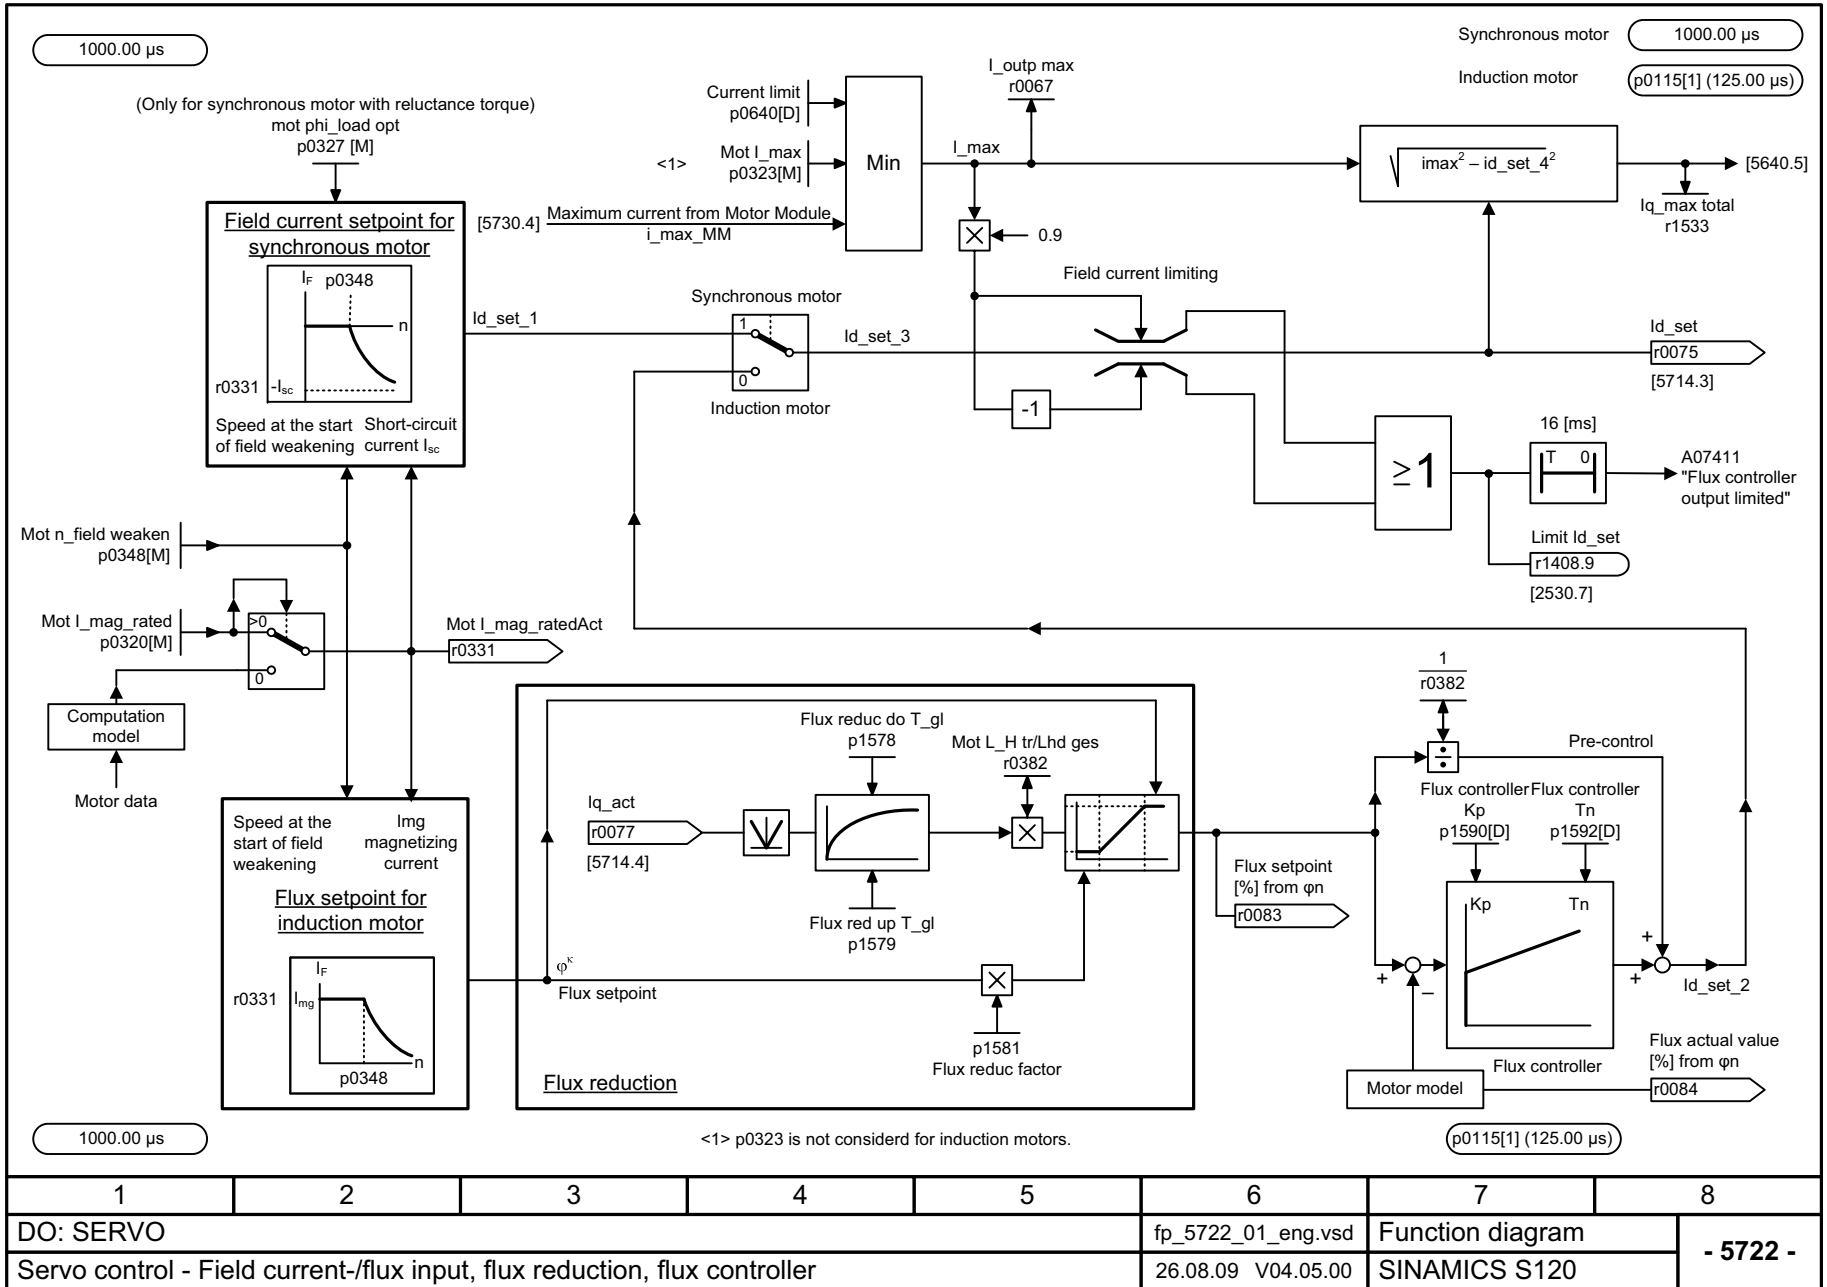 1000.00 µs
Synchronous motor
1000.00 µs
Induction motor
p0115[1] (125.00 µs)
(Only for synchronous motor with reluctance torque)
mot phi_load opt
p0327 [M]
Field current setpoint for
synchronous motor
I_F p0348
n
r0331
-I_sc
Speed at the start
of field weakening
Short-circuit
current I_sc
Current limit
p0640[D]
<1>
Mot I_max
p0323[M]
[5730.4]
Maximum current from Motor Module
i_max_MM
Min
I_outp max
r0067
I_max
0.9
√ imax² – id_set_4²
[5640.5]
Iq_max total
r1533
Field current limiting
Id_set_1
Synchronous motor
1
0
Induction motor
Id_set_3
-1
Id_set
r0075
[5714.3]
≥1
16 [ms]
T 0
A07411
"Flux controller
output limited"
Limit Id_set
r1408.9
[2530.7]
Mot n_field weaken
p0348[M]
Mot I_mag_rated
p0320[M]
>0
0
Mot I_mag_ratedAct
r0331
Computation
model
Motor data
Speed at the
start of field
weakening
Img
magnetizing
current
Flux setpoint for
induction motor
I_F
r0331
I_mg
n
p0348
Flux reduc do T_gl
p1578
Mot L_H tr/Lhd ges
r0382
Iq_act
r0077
[5714.4]
Flux red up T_gl
p1579
φᴷ
Flux setpoint
p1581
Flux reduc factor
Flux reduction
Flux setpoint
[%] from φn
r0083
1
r0382
÷
Pre-control
Flux controller
Kp
p1590[D]
Flux controller
Tn
p1592[D]
Kp Tn
+
–
+
+
Id_set_2
Flux controller
Motor model
Flux actual value
[%] from φn
r0084
1000.00 µs
<1> p0323 is not considerd for induction motors.
p0115[1] (125.00 µs)
1 2 3 4 5 6 7 8
DO: SERVO
fp_5722_01_eng.vsd
Function diagram
- 5722 -
Servo control - Field current-/flux input, flux reduction, flux controller
26.08.09 V04.05.00
SINAMICS S120